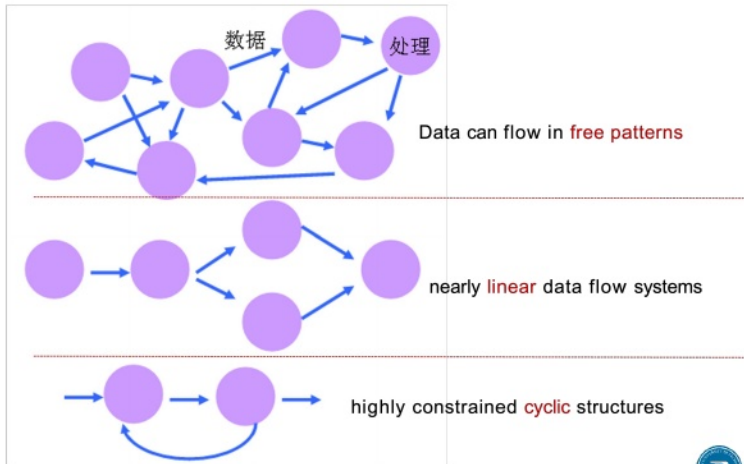 数据
处理
Data can flow in free patterns
nearly linear data flow systems
highly constrained cyclic structures